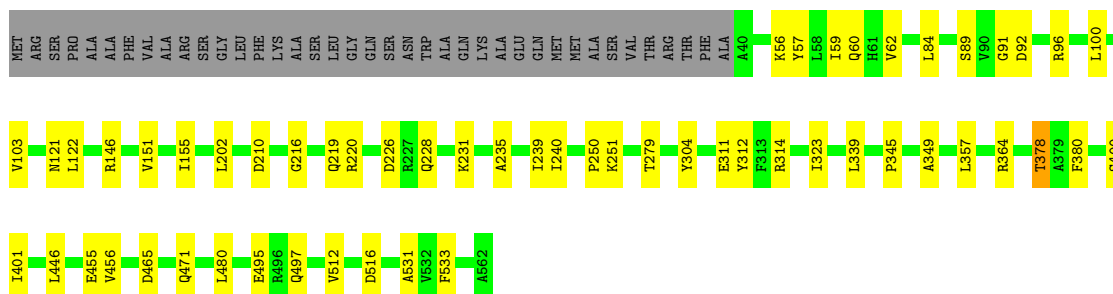 MET ARG SER PRO ALA ALA PHE VAL ALA ALA ARG SER GLY LEU PHE LYS ALA SER LEU GLY GLN SER ASN TRP ALA GLN LYS ALA GLU GLN MET MET ALA SER VAL THR ARG THR PHE ALA A40 K56 Y57 L58 I59 Q60 H61 V62 L84 S89 V90 G91 D92 R96 L100
V103 N121 L122 R146 V151 I155 L202 D210 G216 Q219 R220 D226 R227 Q228 K231 A235 I239 I240 P250 K251 T279 Y304 E311 Y312 F313 R314 I323 L339 P345 A349 L357 R364 T378 A379 F380
I401 L446 E455 V456 D465 Q471 L480 E495 R496 Q497 V512 D516 A531 V532 F533 A562